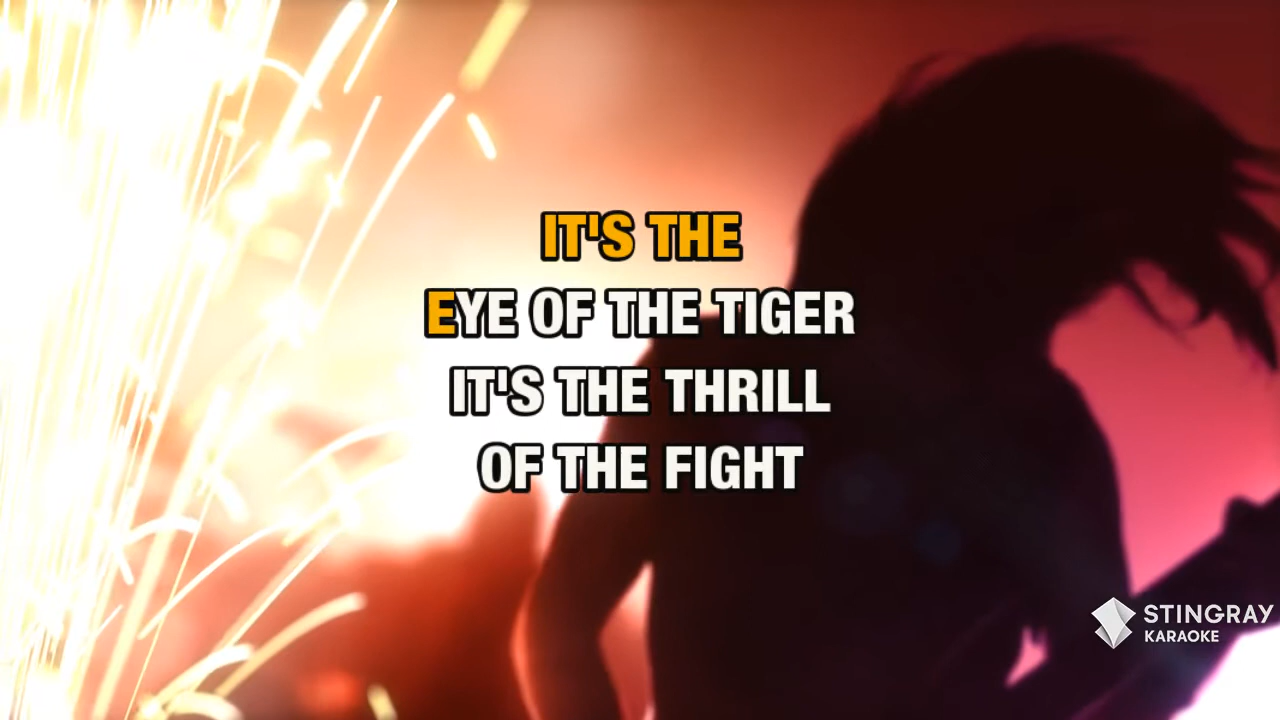 IT'S THE
EYE OF THE TIGER
IT'S THE THRILL
OF THE FIGHT
STINGRAY
KARAOKE